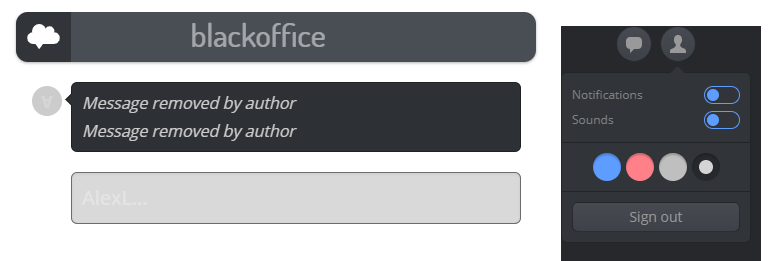 blackoffice
Message removed by author
Message removed by author
AlexL...
Notifications
Sounds
Sign out